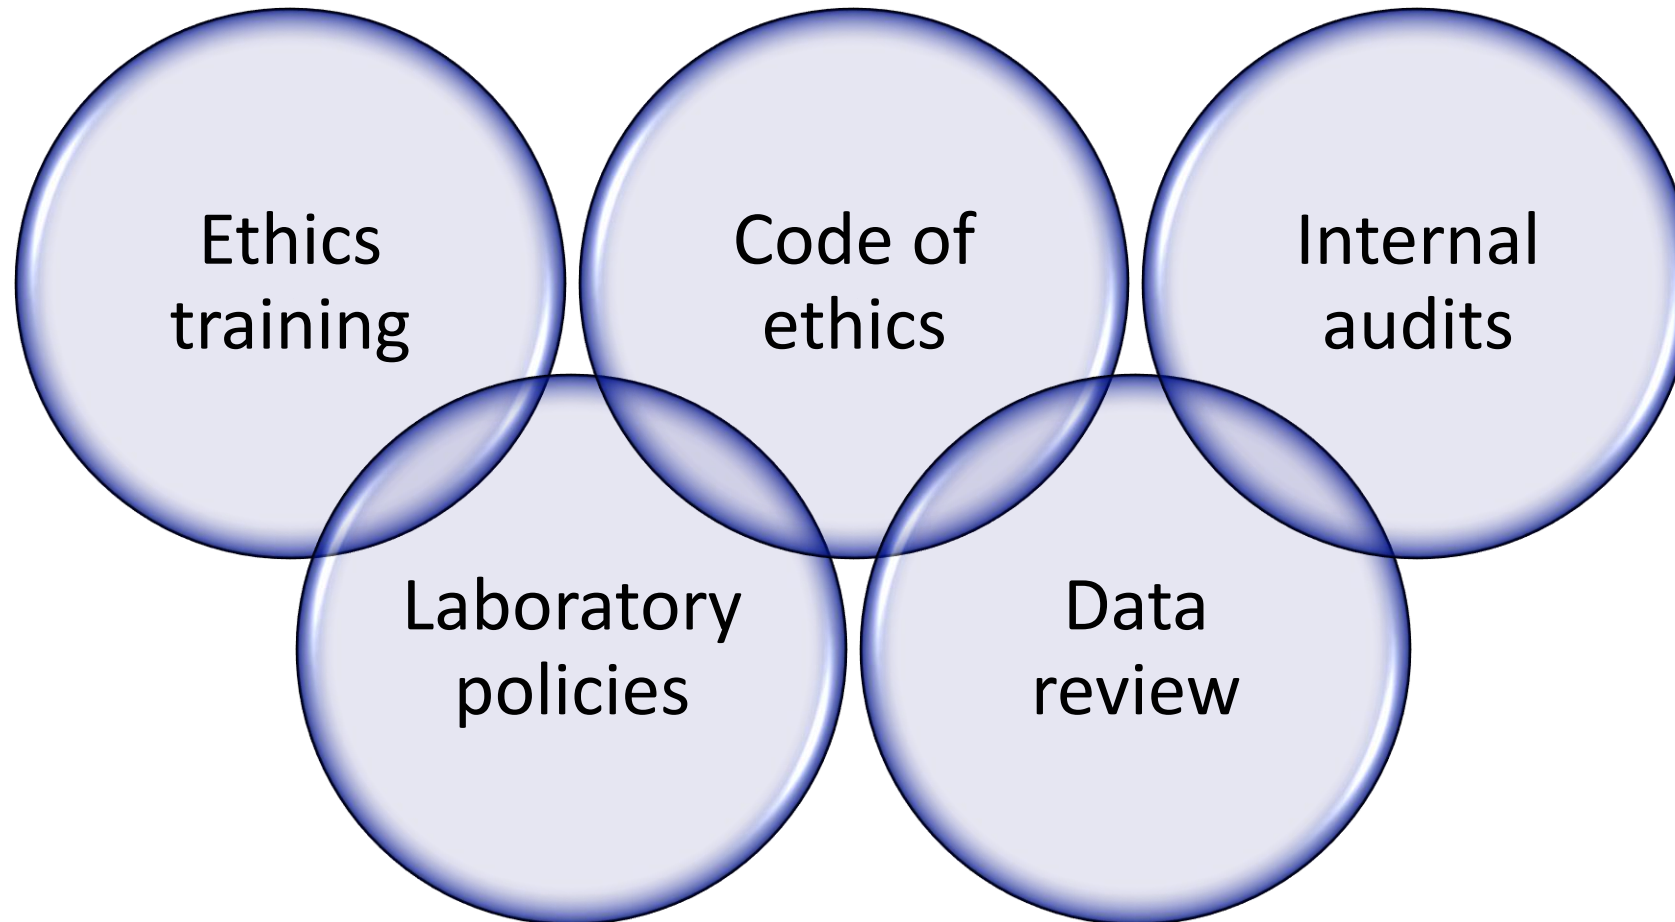 Ethics
training
Code of
ethics
Internal
audits
Laboratory
policies
Data
review